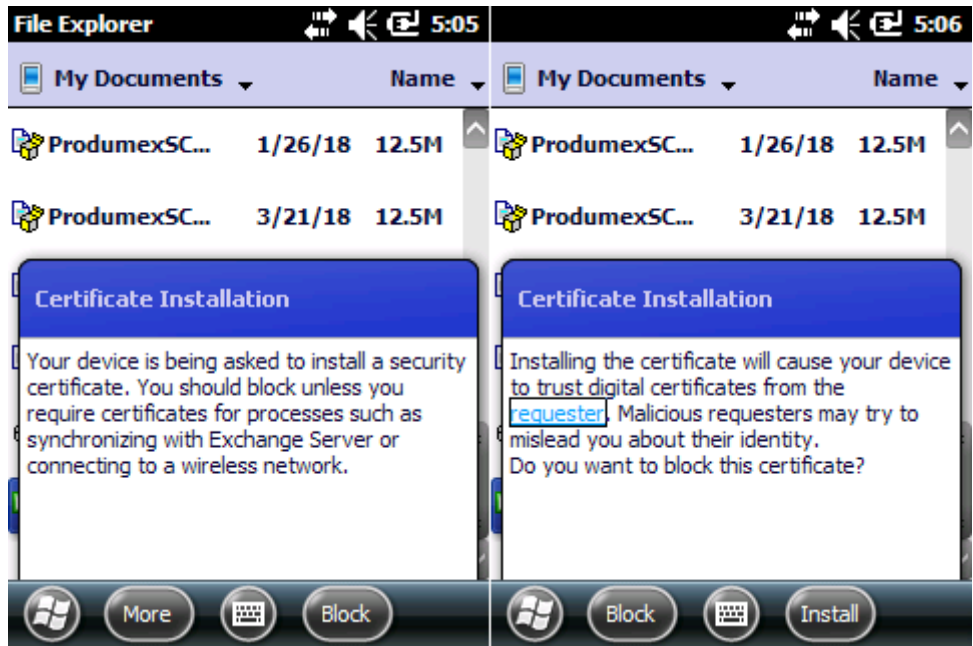 File Explorer 5:05
My Documents Name
ProdumexSC... 1/26/18 12.5M
ProdumexSC... 3/21/18 12.5M
Certificate Installation
Your device is being asked to install a security
certificate. You should block unless you
require certificates for processes such as
synchronizing with Exchange Server or
connecting to a wireless network.
More Block
5:06
My Documents Name
ProdumexSC... 1/26/18 12.5M
ProdumexSC... 3/21/18 12.5M
Certificate Installation
Installing the certificate will cause your device
to trust digital certificates from the
requester. Malicious requesters may try to
mislead you about their identity.
Do you want to block this certificate?
Block Install